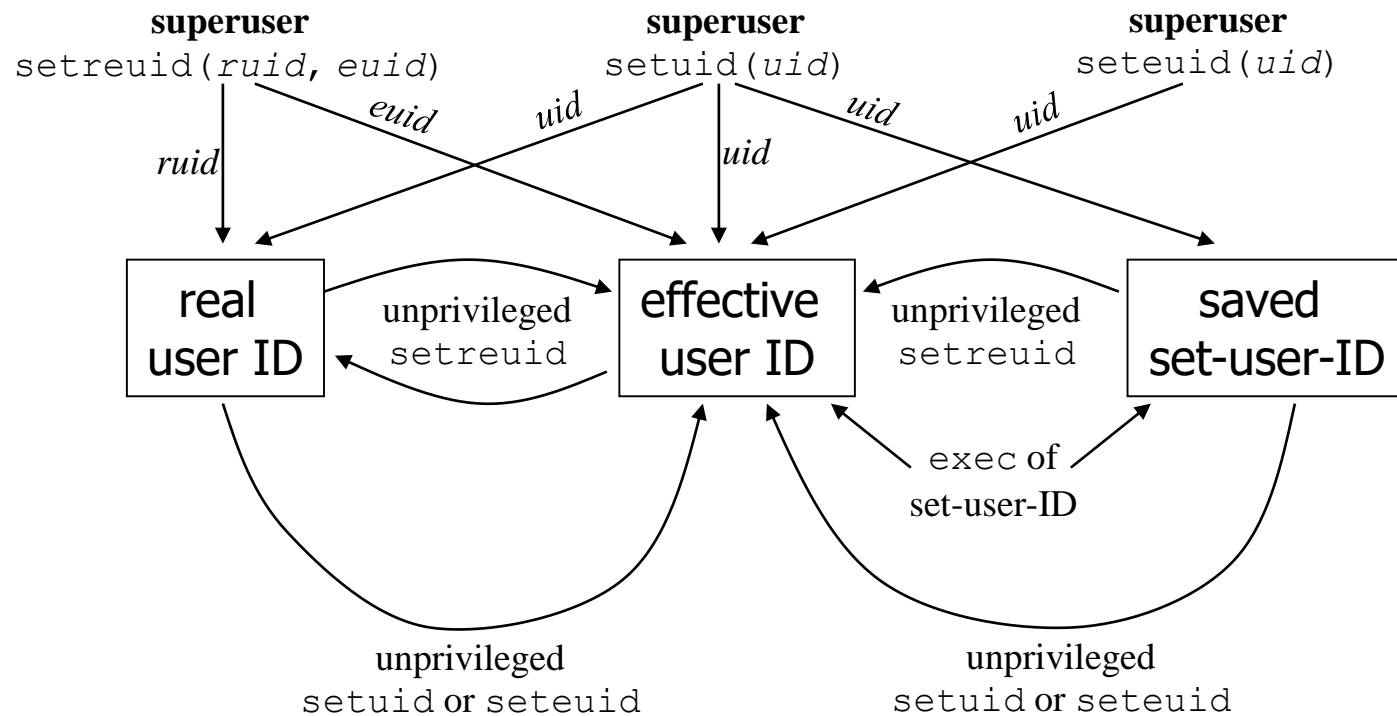 superuser
setreuid(ruid, euid)
superuser
setuid(uid)
superuser
seteuid(uid)
ruid
euid
uid
uid
uid
uid
real
user ID
unprivileged
setreuid
effective
user ID
unprivileged
setreuid
saved
set-user-ID
exec of
set-user-ID
unprivileged
setuid or seteuid
unprivileged
setuid or seteuid